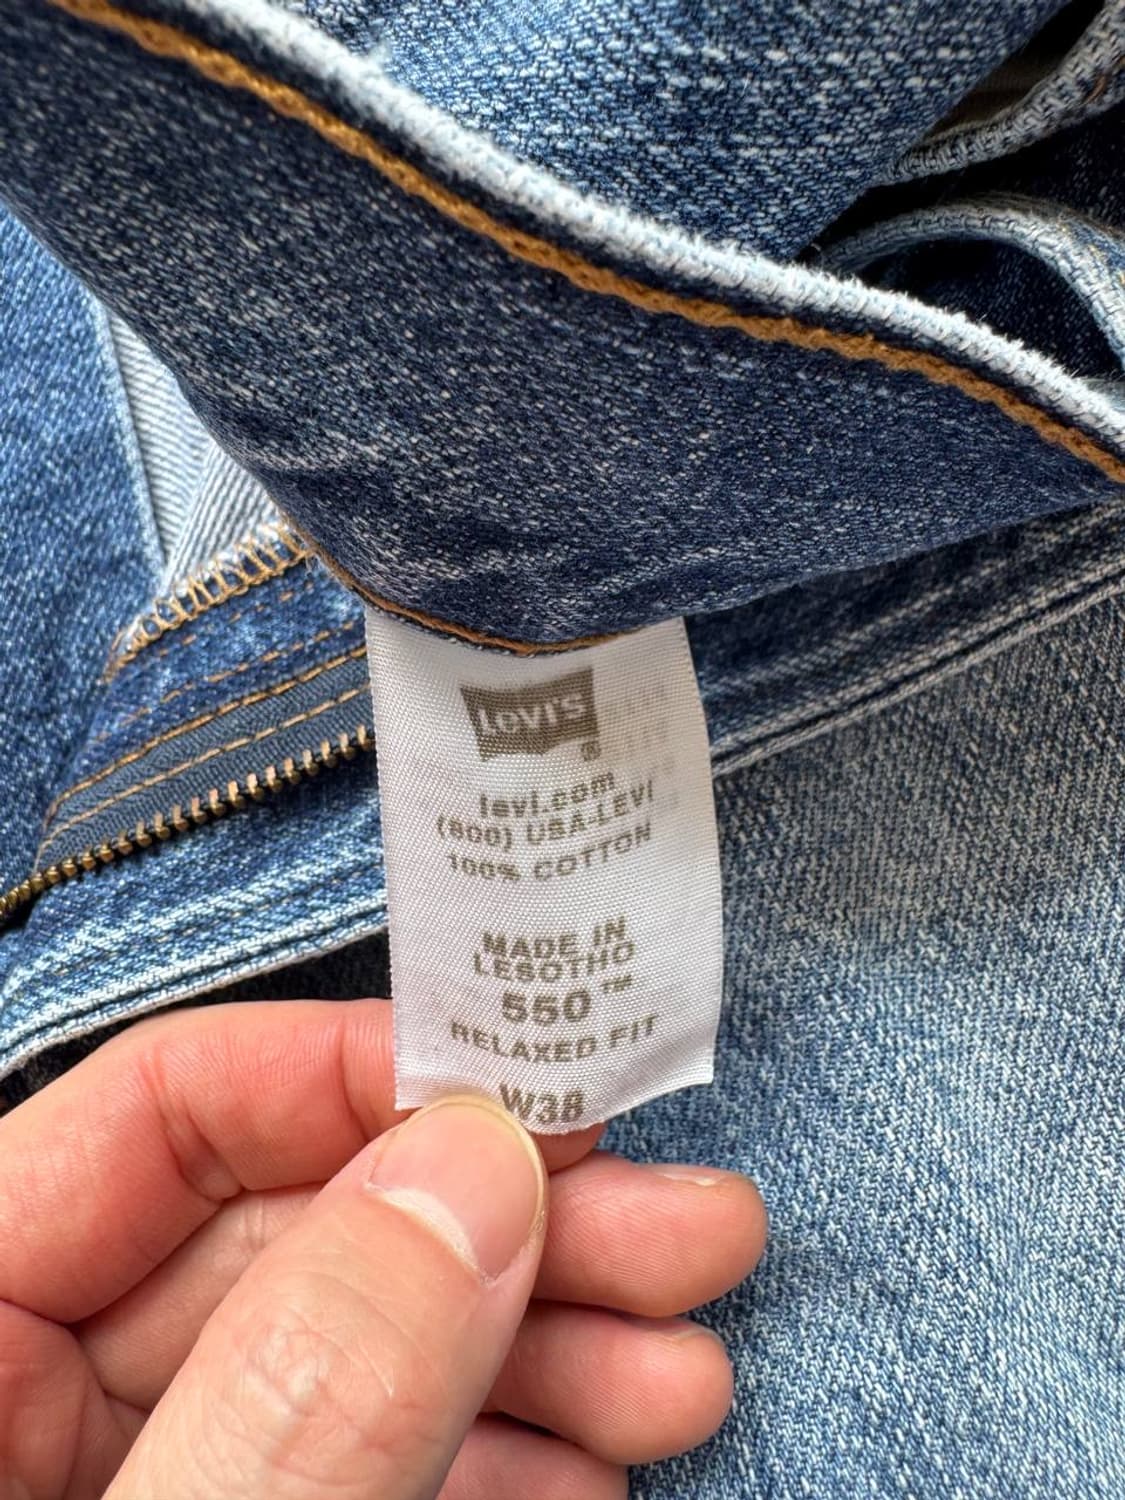 Levi's
®
levi.com
(800) USA-LEVI
100% COTTON
MADE IN
LESOTHO
550™
RELAXED FIT
W38